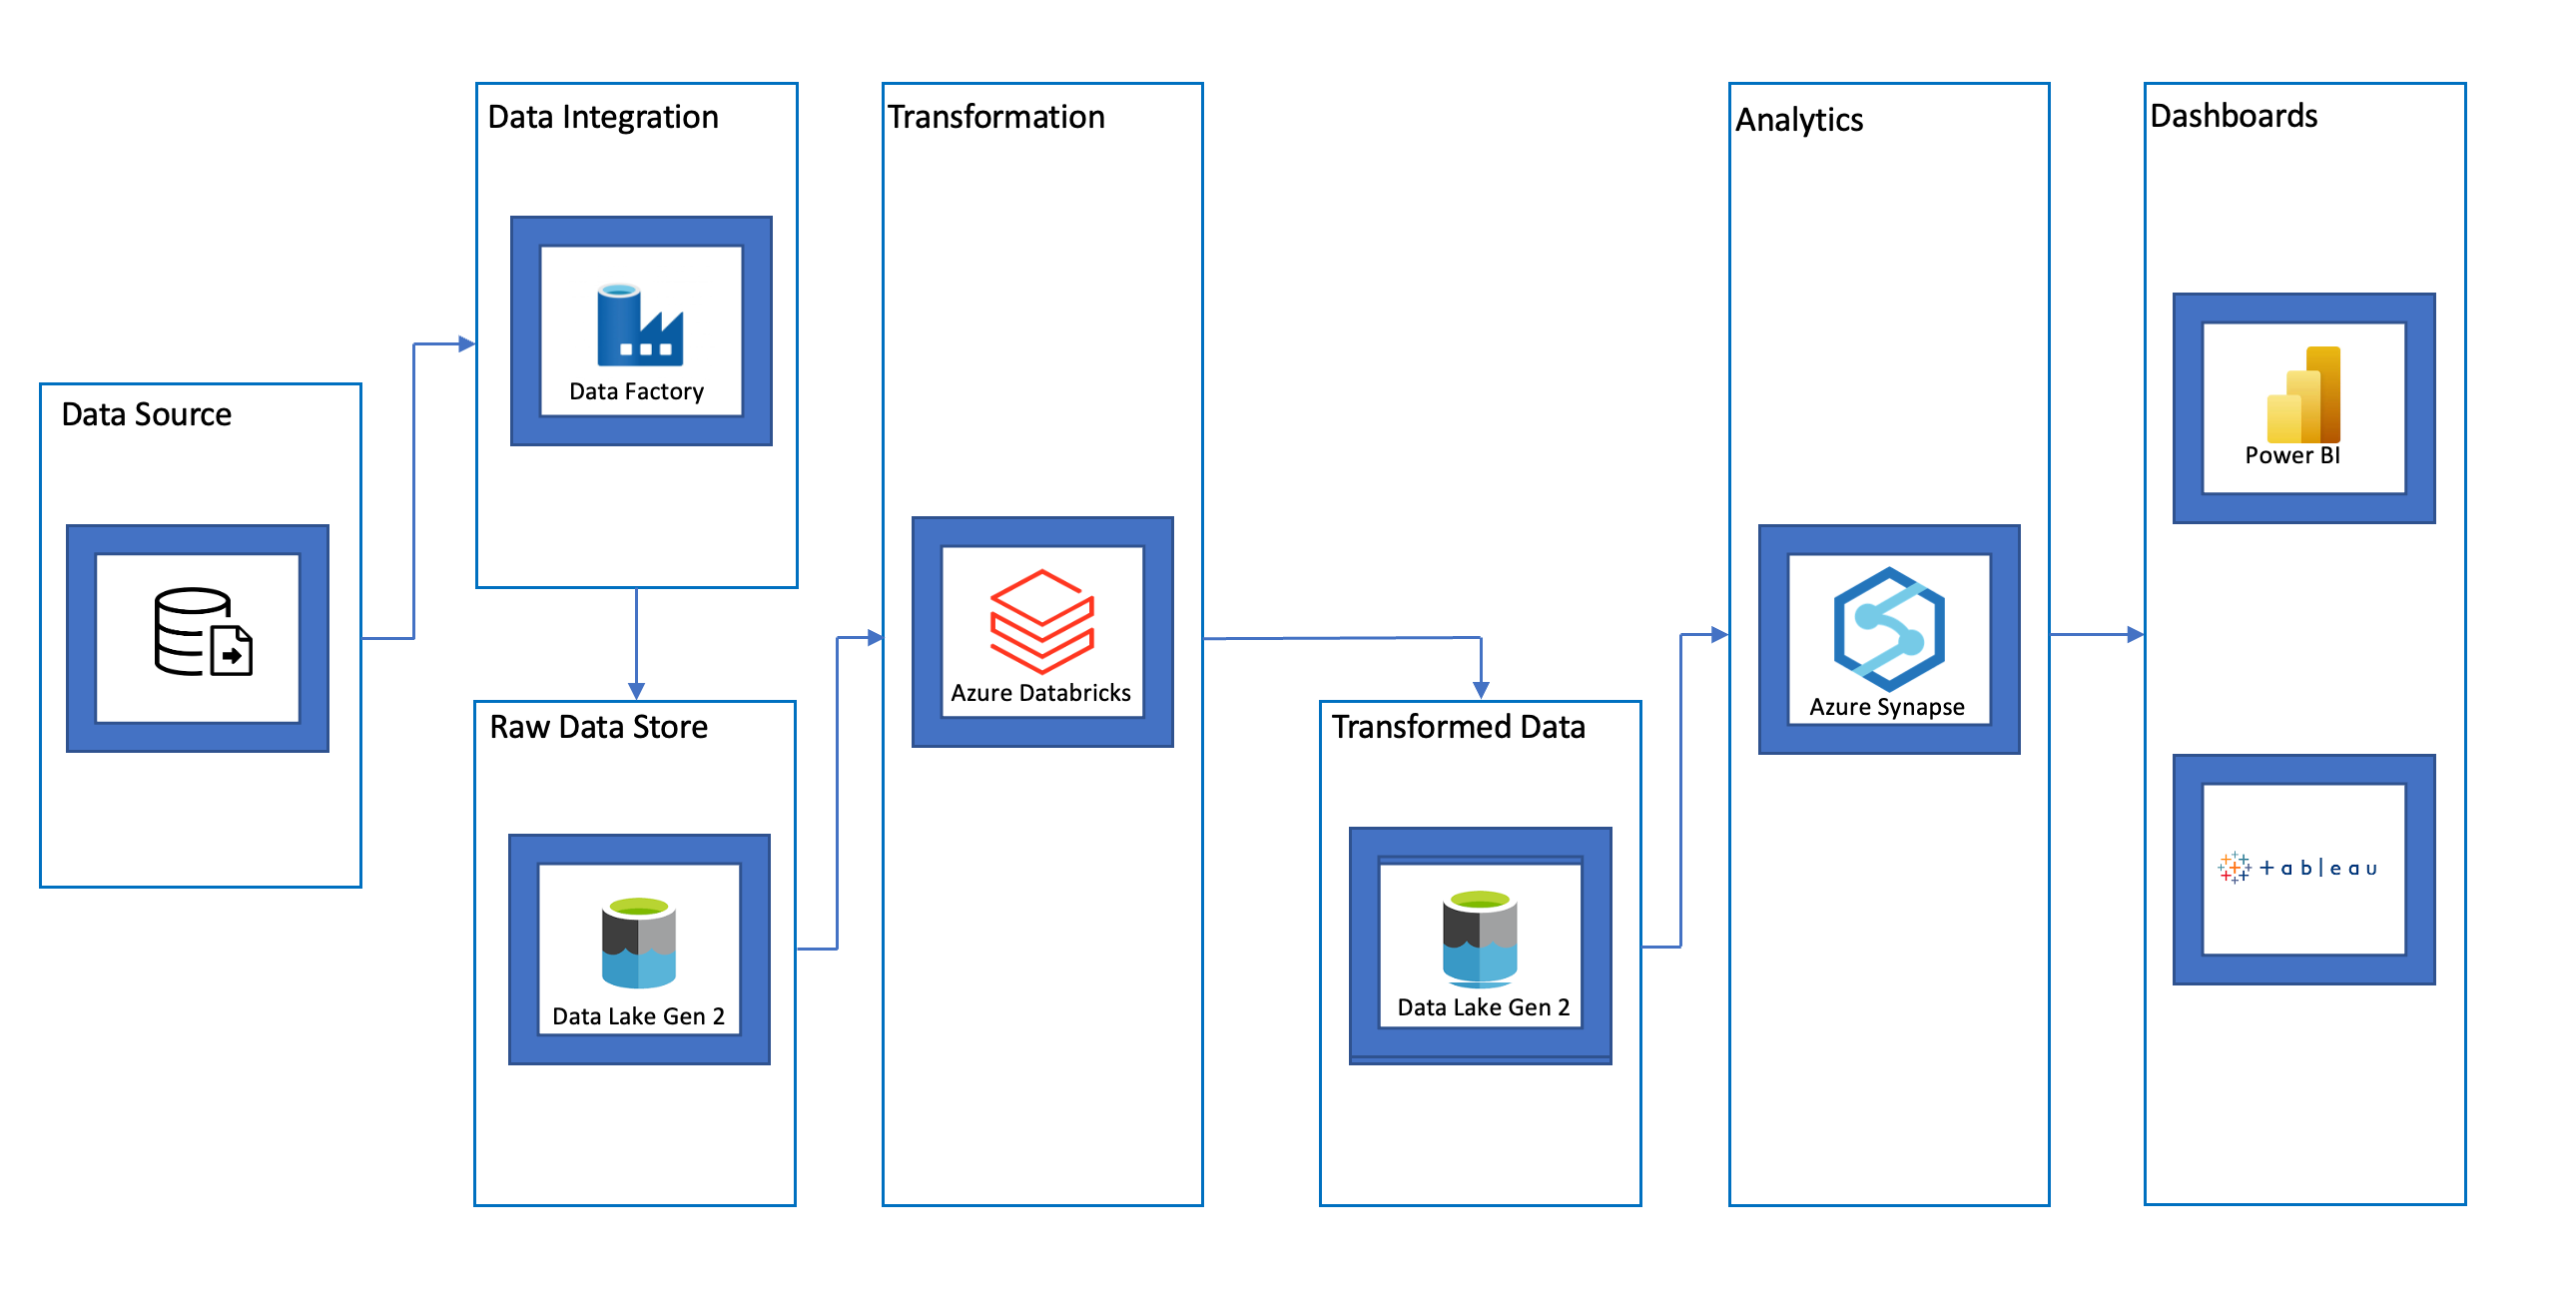 Data Source
Data Integration
Data Factory
Raw Data Store
Data Lake Gen 2
Transformation
Azure Databricks
Transformed Data
Data Lake Gen 2
Analytics
Azure Synapse
Dashboards
Power BI
+ableau